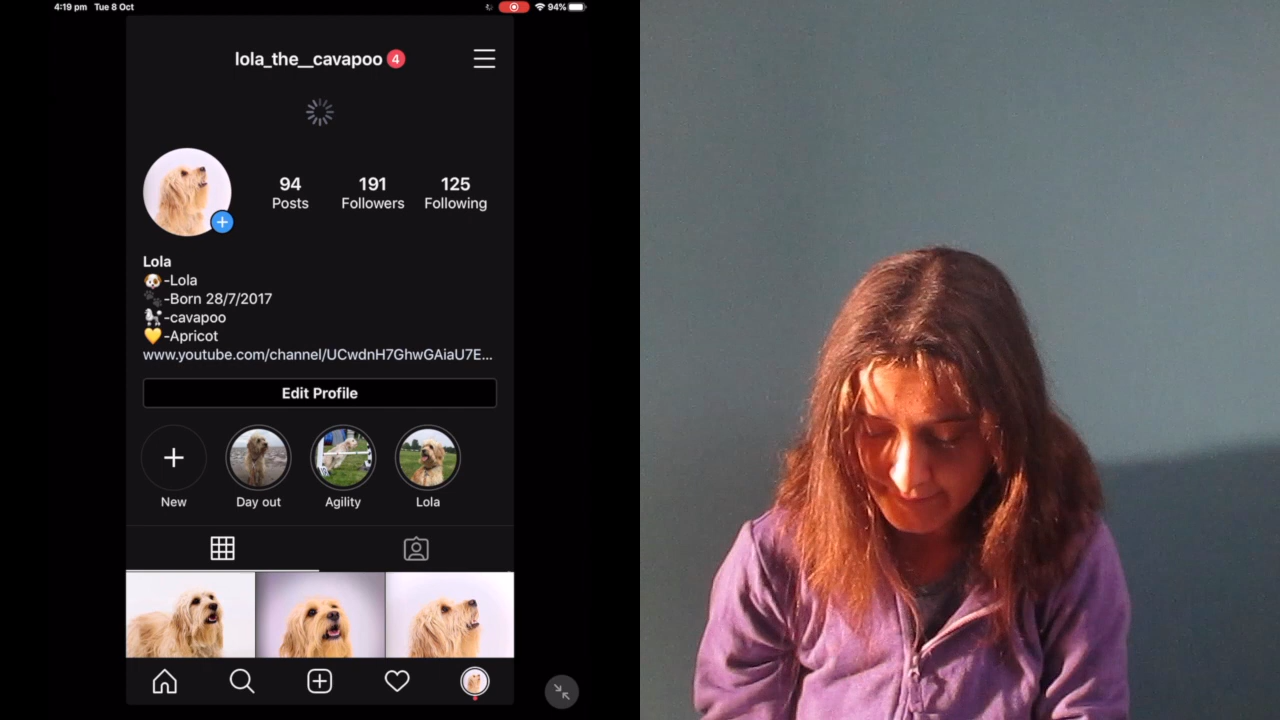 4:19 pm Tue 8 Oct
94%
lola_the__cavapoo 4
94 191 125
Posts Followers Following
Lola
🐶-Lola
🐾-Born 28/7/2017
🐩-cavapoo
💛-Apricot
www.youtube.com/channel/UCwdnH7GhwGAiaU7E...
Edit Profile
New Day out Agility Lola